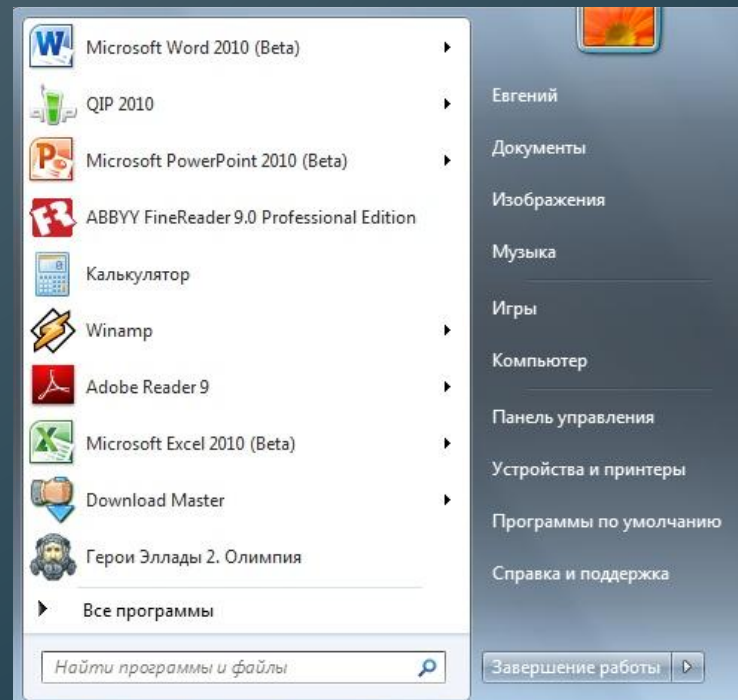 Microsoft Word 2010 (Beta)
QIP 2010
Microsoft PowerPoint 2010 (Beta)
ABBYY FineReader 9.0 Professional Edition
Калькулятор
Winamp
Adobe Reader 9
Microsoft Excel 2010 (Beta)
Download Master
Герои Эллады 2. Олимпия
Все программы
Найти программы и файлы
Евгений
Документы
Изображения
Музыка
Игры
Компьютер
Панель управления
Устройства и принтеры
Программы по умолчанию
Справка и поддержка
Завершение работы